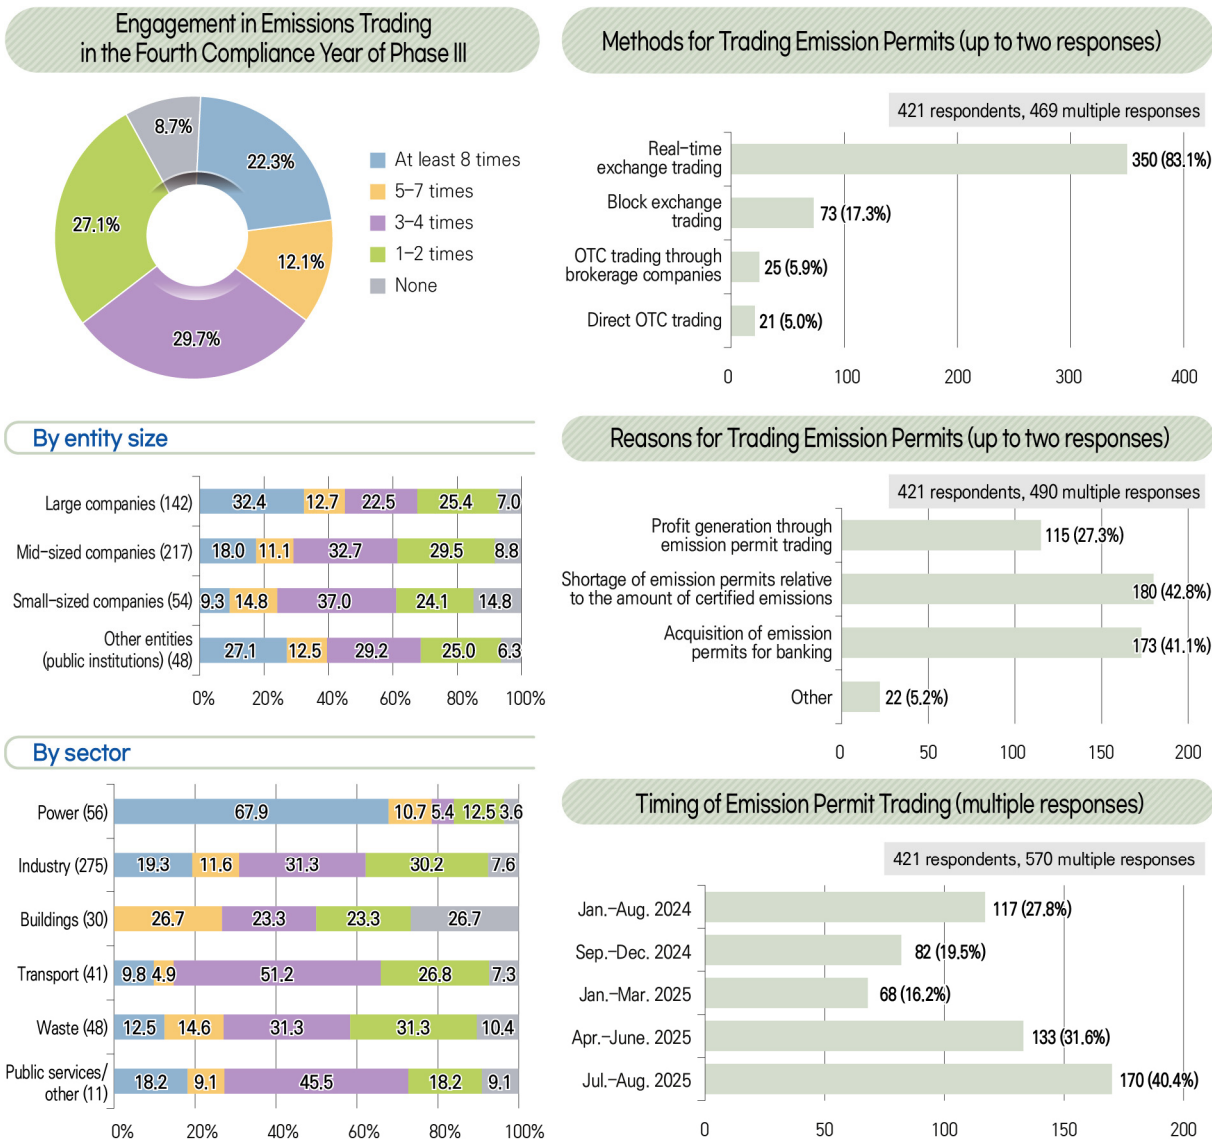 Engagement in Emissions Trading
in the Fourth Compliance Year of Phase III
8.7%
22.3%
27.1%
12.1%
29.7%
At least 8 times
5–7 times
3–4 times
1–2 times
None
By entity size
Large companies (142) 32.4 12.7 22.5 25.4 7.0
Mid-sized companies (217) 18.0 11.1 32.7 29.5 8.8
Small-sized companies (54) 9.3 14.8 37.0 24.1 14.8
Other entities
(public institutions) (48) 27.1 12.5 29.2 25.0 6.3
0% 20% 40% 60% 80% 100%
By sector
Power (56) 67.9 10.7 5.4 12.5 3.6
Industry (275) 19.3 11.6 31.3 30.2 7.6
Buildings (30) 26.7 23.3 23.3 26.7
Transport (41) 9.8 4.9 51.2 26.8 7.3
Waste (48) 12.5 14.6 31.3 31.3 10.4
Public services/
other (11) 18.2 9.1 45.5 18.2 9.1
0% 20% 40% 60% 80% 100%
Methods for Trading Emission Permits (up to two responses)
421 respondents, 469 multiple responses
Real-time
exchange trading 350 (83.1%)
Block exchange
trading 73 (17.3%)
OTC trading through
brokerage companies 25 (5.9%)
Direct OTC trading 21 (5.0%)
0 100 200 300 400
Reasons for Trading Emission Permits (up to two responses)
421 respondents, 490 multiple responses
Profit generation through
emission permit trading 115 (27.3%)
Shortage of emission permits relative
to the amount of certified emissions 180 (42.8%)
Acquisition of emission
permits for banking 173 (41.1%)
Other 22 (5.2%)
0 50 100 150 200
Timing of Emission Permit Trading (multiple responses)
421 respondents, 570 multiple responses
Jan.–Aug. 2024 117 (27.8%)
Sep.–Dec. 2024 82 (19.5%)
Jan.–Mar. 2025 68 (16.2%)
Apr.–June. 2025 133 (31.6%)
Jul.–Aug. 2025 170 (40.4%)
0 50 100 150 200